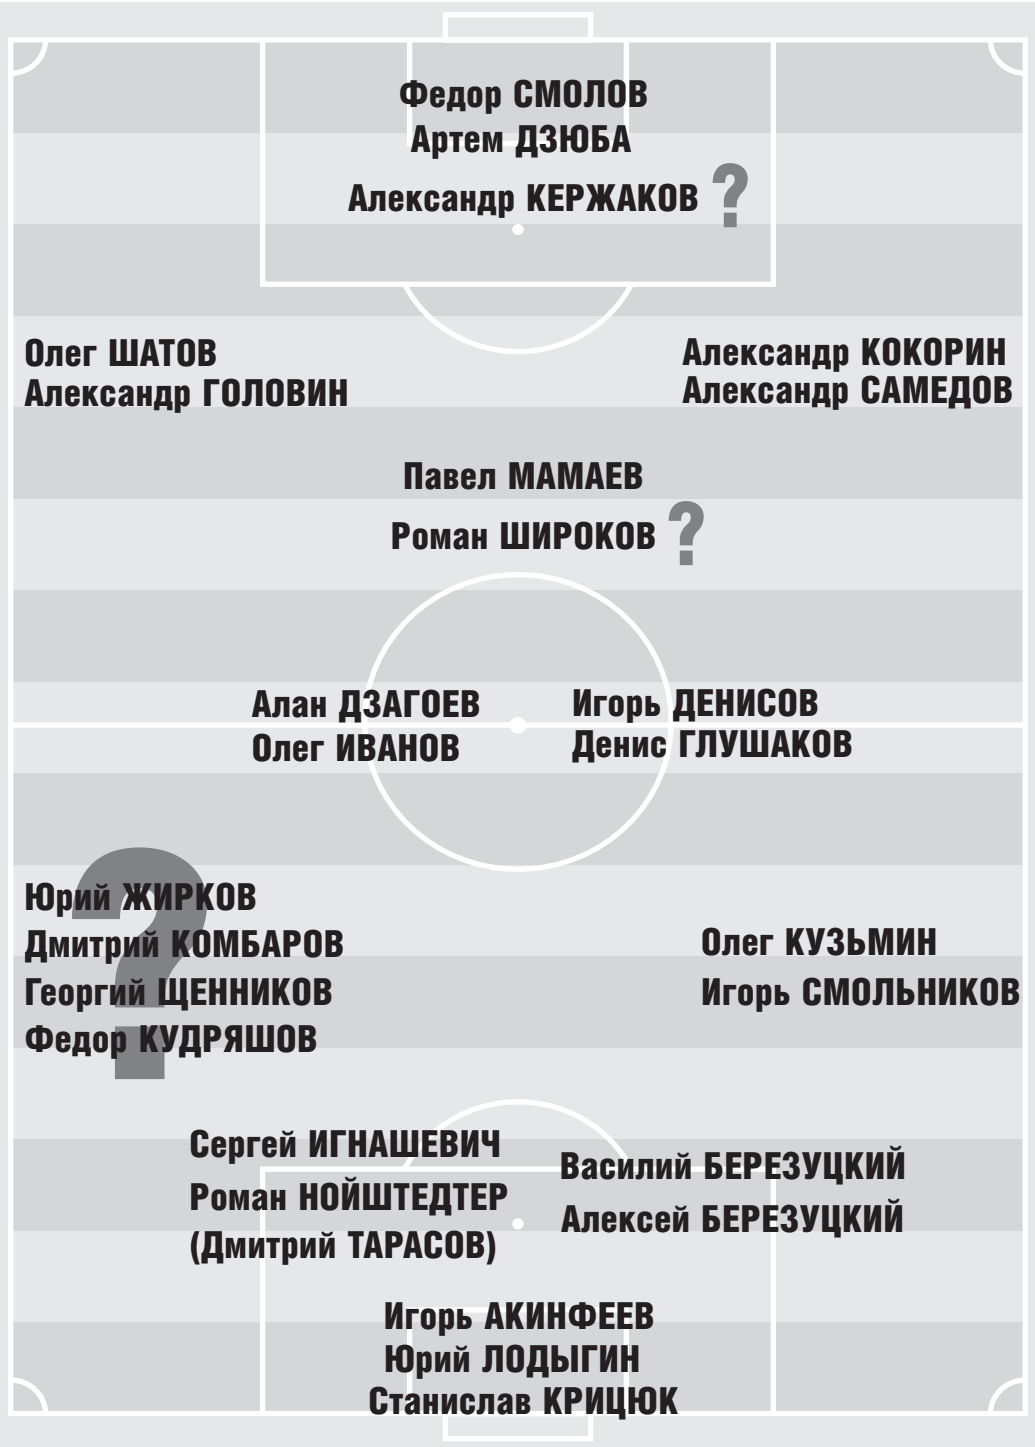 Федор СМОЛОВ
Артем ДЗЮБА
Александр КЕРЖАКОВ ?
Олег ШАТОВ
Александр ГОЛОВИН
Александр КОКОРИН
Александр САМЕДОВ
Павел МАМАЕВ
Роман ШИРОКОВ ?
Алан ДЗАГОЕВ
Олег ИВАНОВ
Игорь ДЕНИСОВ
Денис ГЛУШАКОВ
?
Юрий ЖИРКОВ
Дмитрий КОМБАРОВ
Георгий ЩЕННИКОВ
Федор КУДРЯШОВ
Олег КУЗЬМИН
Игорь СМОЛЬНИКОВ
Сергей ИГНАШЕВИЧ
Роман НОЙШТЕДТЕР
(Дмитрий ТАРАСОВ)
Василий БЕРЕЗУЦКИЙ
Алексей БЕРЕЗУЦКИЙ
Игорь АКИНФЕЕВ
Юрий ЛОДЫГИН
Станислав КРИЦЮК